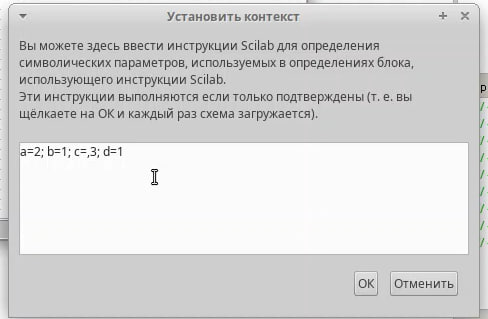 Установить контекст
Вы можете здесь ввести инструкции Scilab для определения
символических параметров, используемых в определениях блока,
использующего инструкции Scilab.
Эти инструкции выполняются если только подтверждены (т. е. вы
щёлкаете на ОК и каждый раз схема загружается).
a=2; b=1; c=,3; d=1
ОК Отменить